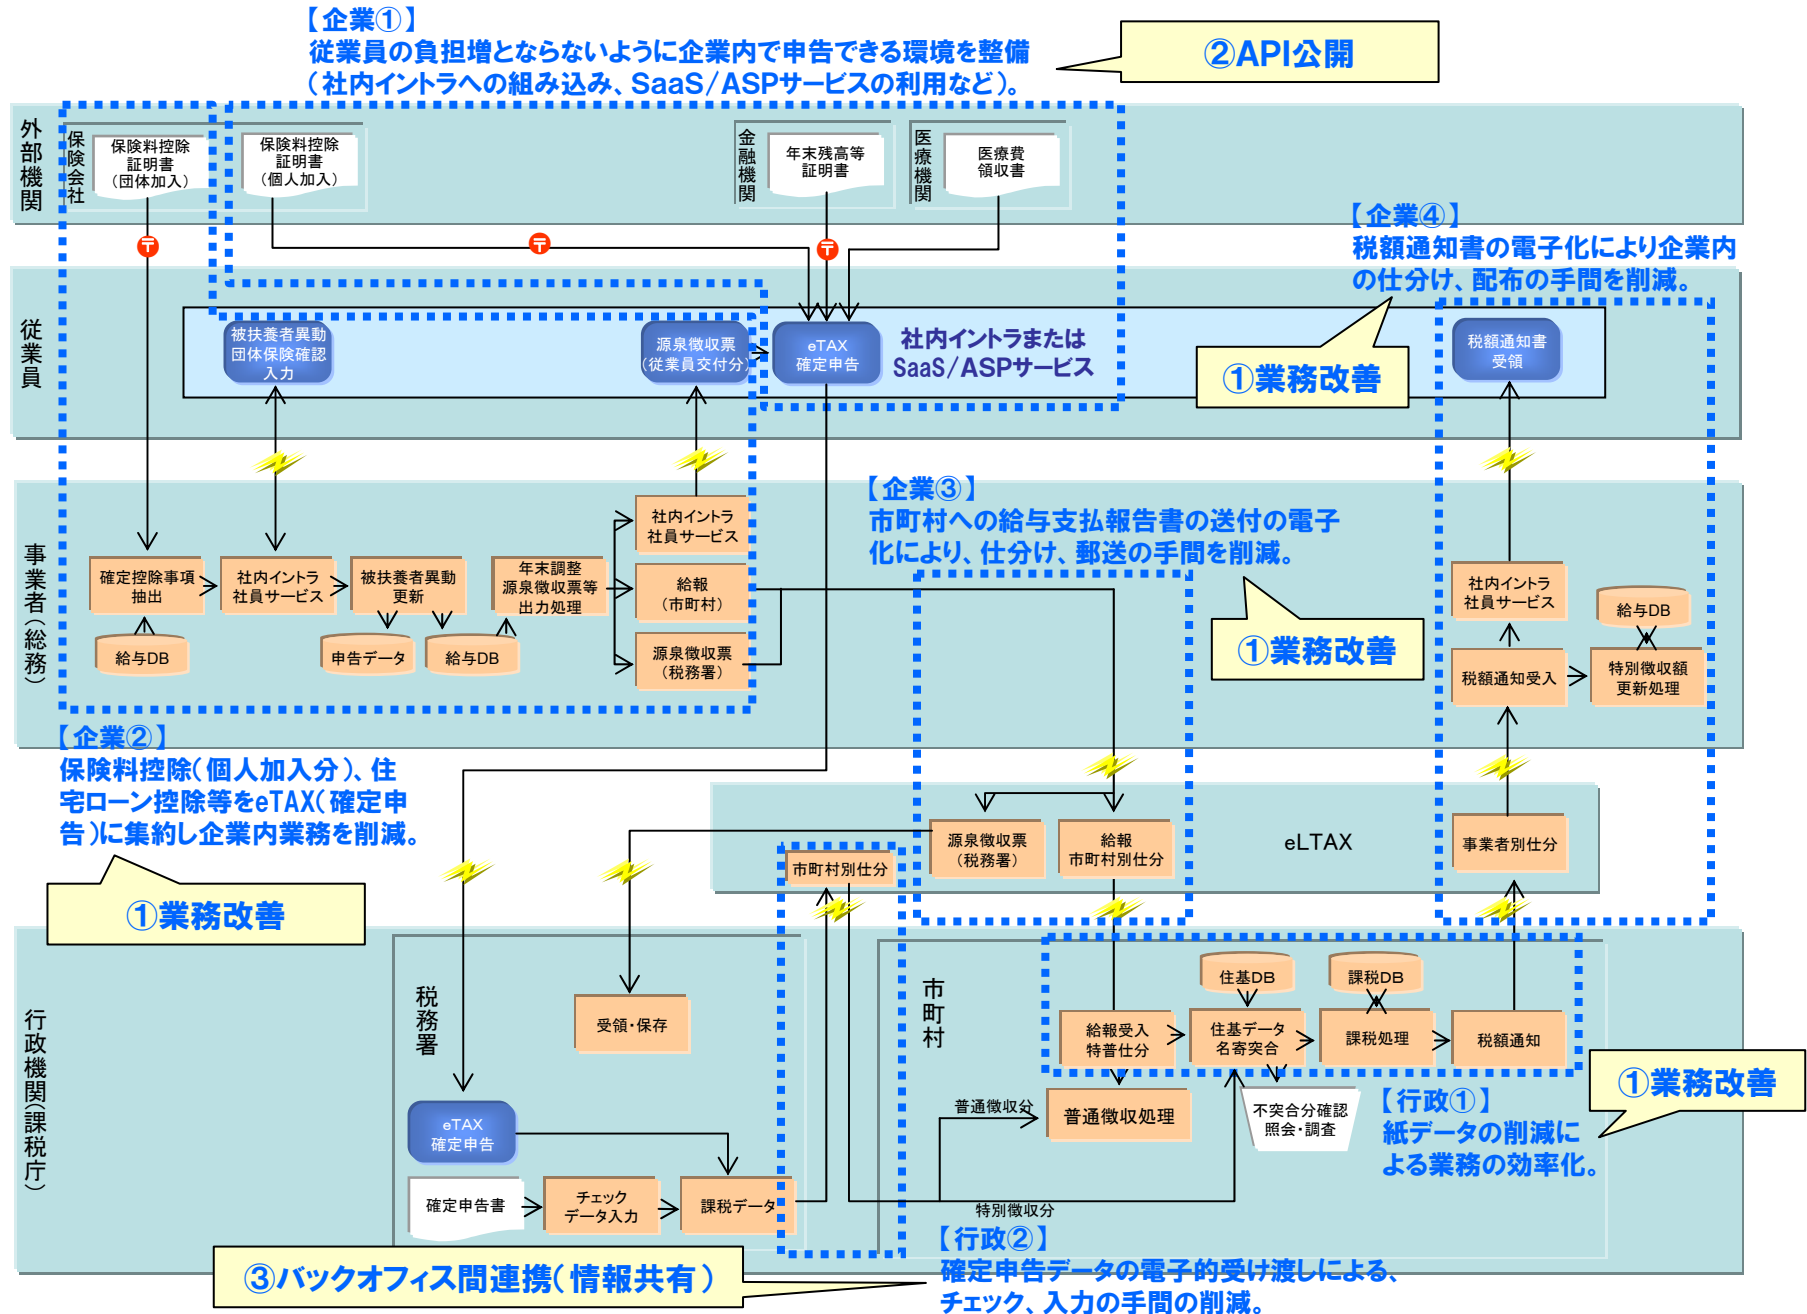 【企業①】
従業員の負担増とならないように企業内で申告できる環境を整備
（社内イントラへの組み込み、SaaS/ASPサービスの利用など）。
②API公開
外部機関
保険会社
保険料控除
証明書
（団体加入）
保険料控除
証明書
（個人加入）
金融機関
年末残高等
証明書
医療機関
医療費
領収書
〒
〒
〒
【企業④】
税額通知書の電子化により企業内
の仕分け、配布の手間を削減。
①業務改善
従業員
被扶養者異動
団体保険確認
入力
源泉徴収票
（従業員交付分）
eTAX
確定申告
社内イントラまたは
SaaS/ASPサービス
税額通知書
受領
事業者（総務）
確定控除事項
抽出
給与DB
社内イントラ
社員サービス
被扶養者異動
更新
申告データ
給与DB
年末調整
源泉徴収票等
出力処理
社内イントラ
社員サービス
給報
（市町村）
源泉徴収票
（税務署）
【企業③】
市町村への給与支払報告書の送付の電子
化により、仕分け、郵送の手間を削減。
①業務改善
社内イントラ
社員サービス
給与DB
税額通知受入
特別徴収額
更新処理
【企業②】
保険料控除（個人加入分）、住
宅ローン控除等をeTAX（確定申
告）に集約し企業内業務を削減。
①業務改善
市町村別仕分
源泉徴収票
（税務署）
給報
市町村別仕分
eLTAX
事業者別仕分
行政機関（課税庁）
税務署
受領・保存
eTAX
確定申告
確定申告書
チェック
データ入力
課税データ
市町村
住基DB
課税DB
給報受入
特普仕分
住基データ
名寄突合
課税処理
税額通知
普通徴収分
普通徴収処理
不突合分確認
照会・調査
特別徴収分
【行政①】
紙データの削減に
よる業務の効率化。
①業務改善
【行政②】
確定申告データの電子的受け渡しによる、
チェック、入力の手間の削減。
③バックオフィス間連携（情報共有）